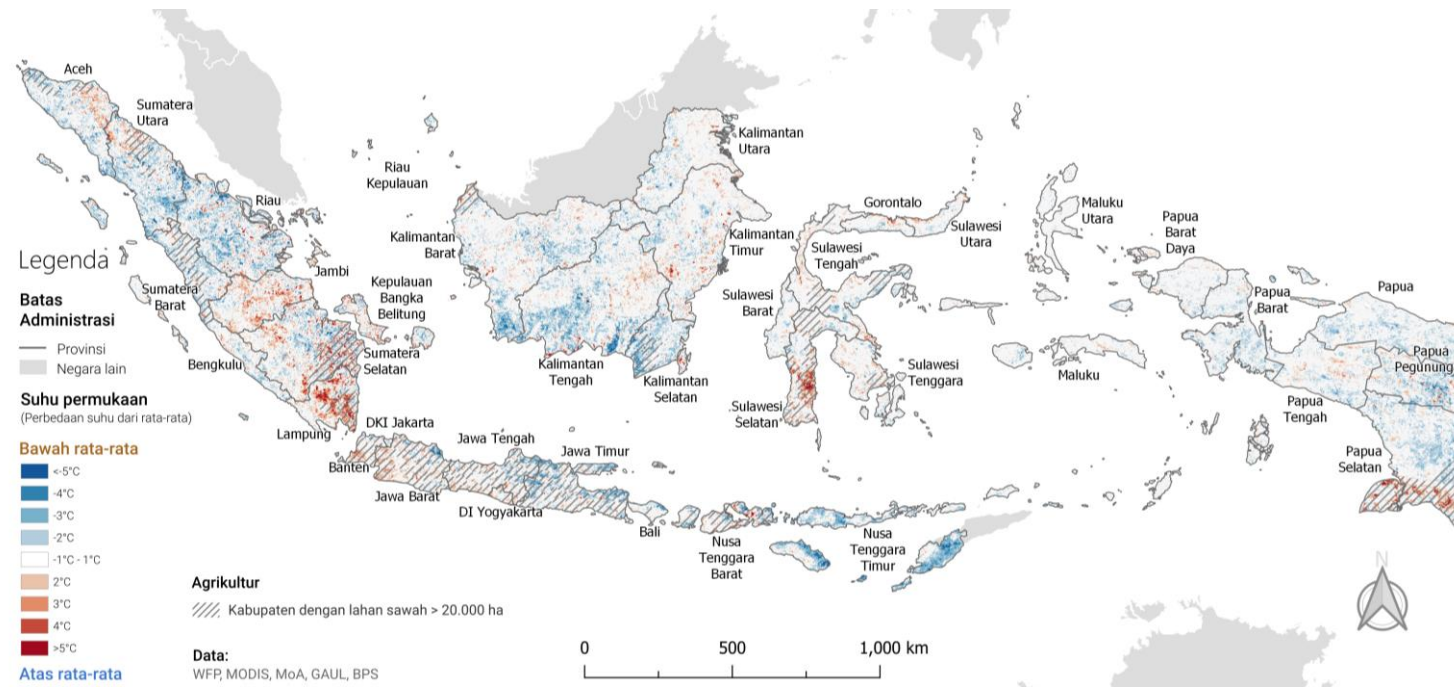 Aceh
Sumatera
Utara
Riau
Kepulauan
Riau
Kalimantan
Utara
Kalimantan
Barat
Kalimantan
Timur
Gorontalo
Sulawesi
Utara
Sulawesi
Tengah
Maluku
Utara
Papua
Barat
Daya
Papua
Barat
Papua
Jambi
Kepulauan
Bangka
Belitung
Sumatera
Barat
Sulawesi
Barat
Bengkulu
Sumatera
Selatan
Kalimantan
Tengah
Kalimantan
Selatan
Sulawesi
Tenggara
Maluku
Papua
Pegunung
Papua
Tengah
Sulawesi
Selatan
Lampung
DKI Jakarta
Jawa Tengah
Jawa Timur
Papua
Selatan
Banten
Jawa Barat
DI Yogyakarta
Bali
Nusa
Tenggara
Barat
Nusa
Tenggara
Timur
Legenda
Batas
Administrasi
Provinsi
Negara lain
Suhu permukaan
(Perbedaan suhu dari rata-rata)
Bawah rata-rata
<-5°C
-4°C
-3°C
-2°C
-1°C - 1°C
2°C
3°C
4°C
>5°C
Atas rata-rata
Agrikultur
Kabupaten dengan lahan sawah > 20.000 ha
Data:
WFP, MODIS, MoA, GAUL, BPS
0 500 1,000 km
N